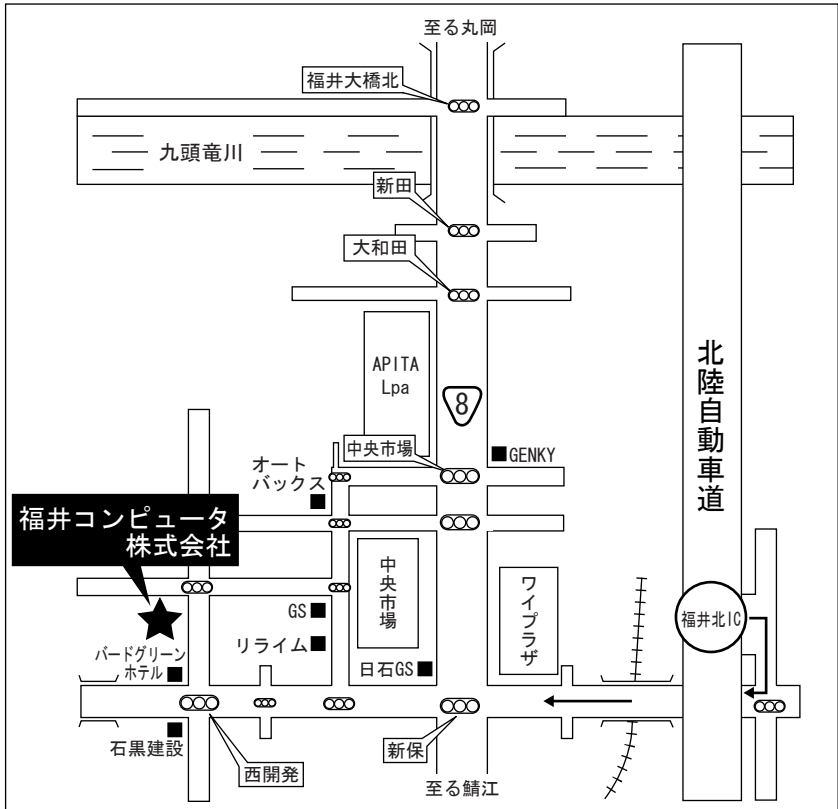 至る丸岡
福井大橋北
九頭竜川
新田
大和田
APITA
Lpa
8
北陸自動車道
中央市場
GENKY
オート
バックス
福井コンピュータ
株式会社
中央市場
ワイプラザ
GS
福井北IC
リライム
バードグリーン
ホテル
日石GS
石黒建設
西開発
新保
至る鯖江